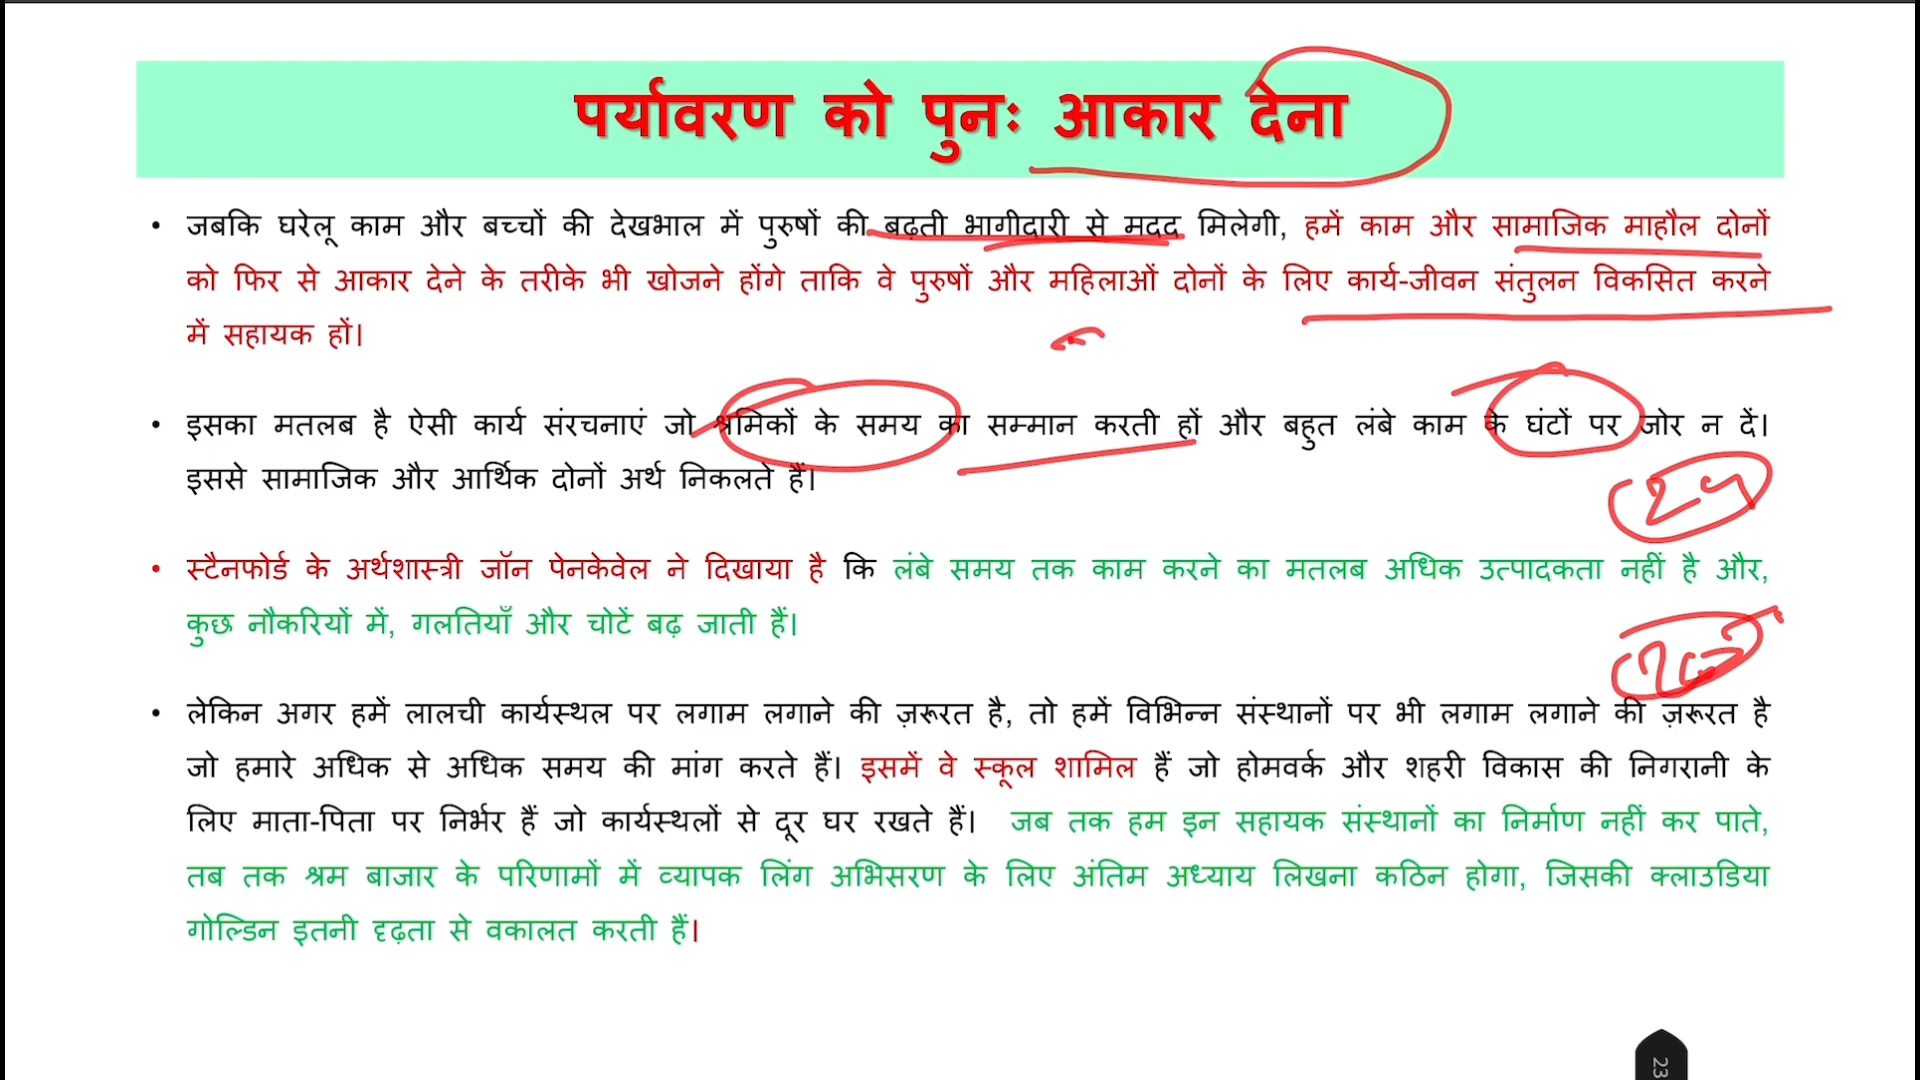 पर्यावरण को पुनः आकार देना
• जबकि घरेलू काम और बच्चों की देखभाल में पुरुषों की बढ़ती भागीदारी से मदद मिलेगी, हमें काम और सामाजिक माहौल दोनों
को फिर से आकार देने के तरीके भी खोजने होंगे ताकि वे पुरुषों और महिलाओं दोनों के लिए कार्य-जीवन संतुलन विकसित करने
में सहायक हों।
• इसका मतलब है ऐसी कार्य संरचनाएं जो श्रमिकों के समय का सम्मान करती हों और बहुत लंबे काम के घंटों पर जोर न दें।
इससे सामाजिक और आर्थिक दोनों अर्थ निकलते हैं।
• स्टैनफोर्ड के अर्थशास्त्री जॉन पेनकेवेल ने दिखाया है कि लंबे समय तक काम करने का मतलब अधिक उत्पादकता नहीं है और,
कुछ नौकरियों में, गलतियाँ और चोटें बढ़ जाती हैं।
• लेकिन अगर हमें लालची कार्यस्थल पर लगाम लगाने की ज़रूरत है, तो हमें विभिन्न संस्थानों पर भी लगाम लगाने की ज़रूरत है
जो हमारे अधिक से अधिक समय की मांग करते हैं। इसमें वे स्कूल शामिल हैं जो होमवर्क और शहरी विकास की निगरानी के
लिए माता-पिता पर निर्भर हैं जो कार्यस्थलों से दूर घर रखते हैं। जब तक हम इन सहायक संस्थानों का निर्माण नहीं कर पाते,
तब तक श्रम बाजार के परिणामों में व्यापक लिंग अभिसरण के लिए अंतिम अध्याय लिखना कठिन होगा, जिसकी क्लाउडिया
गोल्डिन इतनी दृढ़ता से वकालत करती हैं।
23